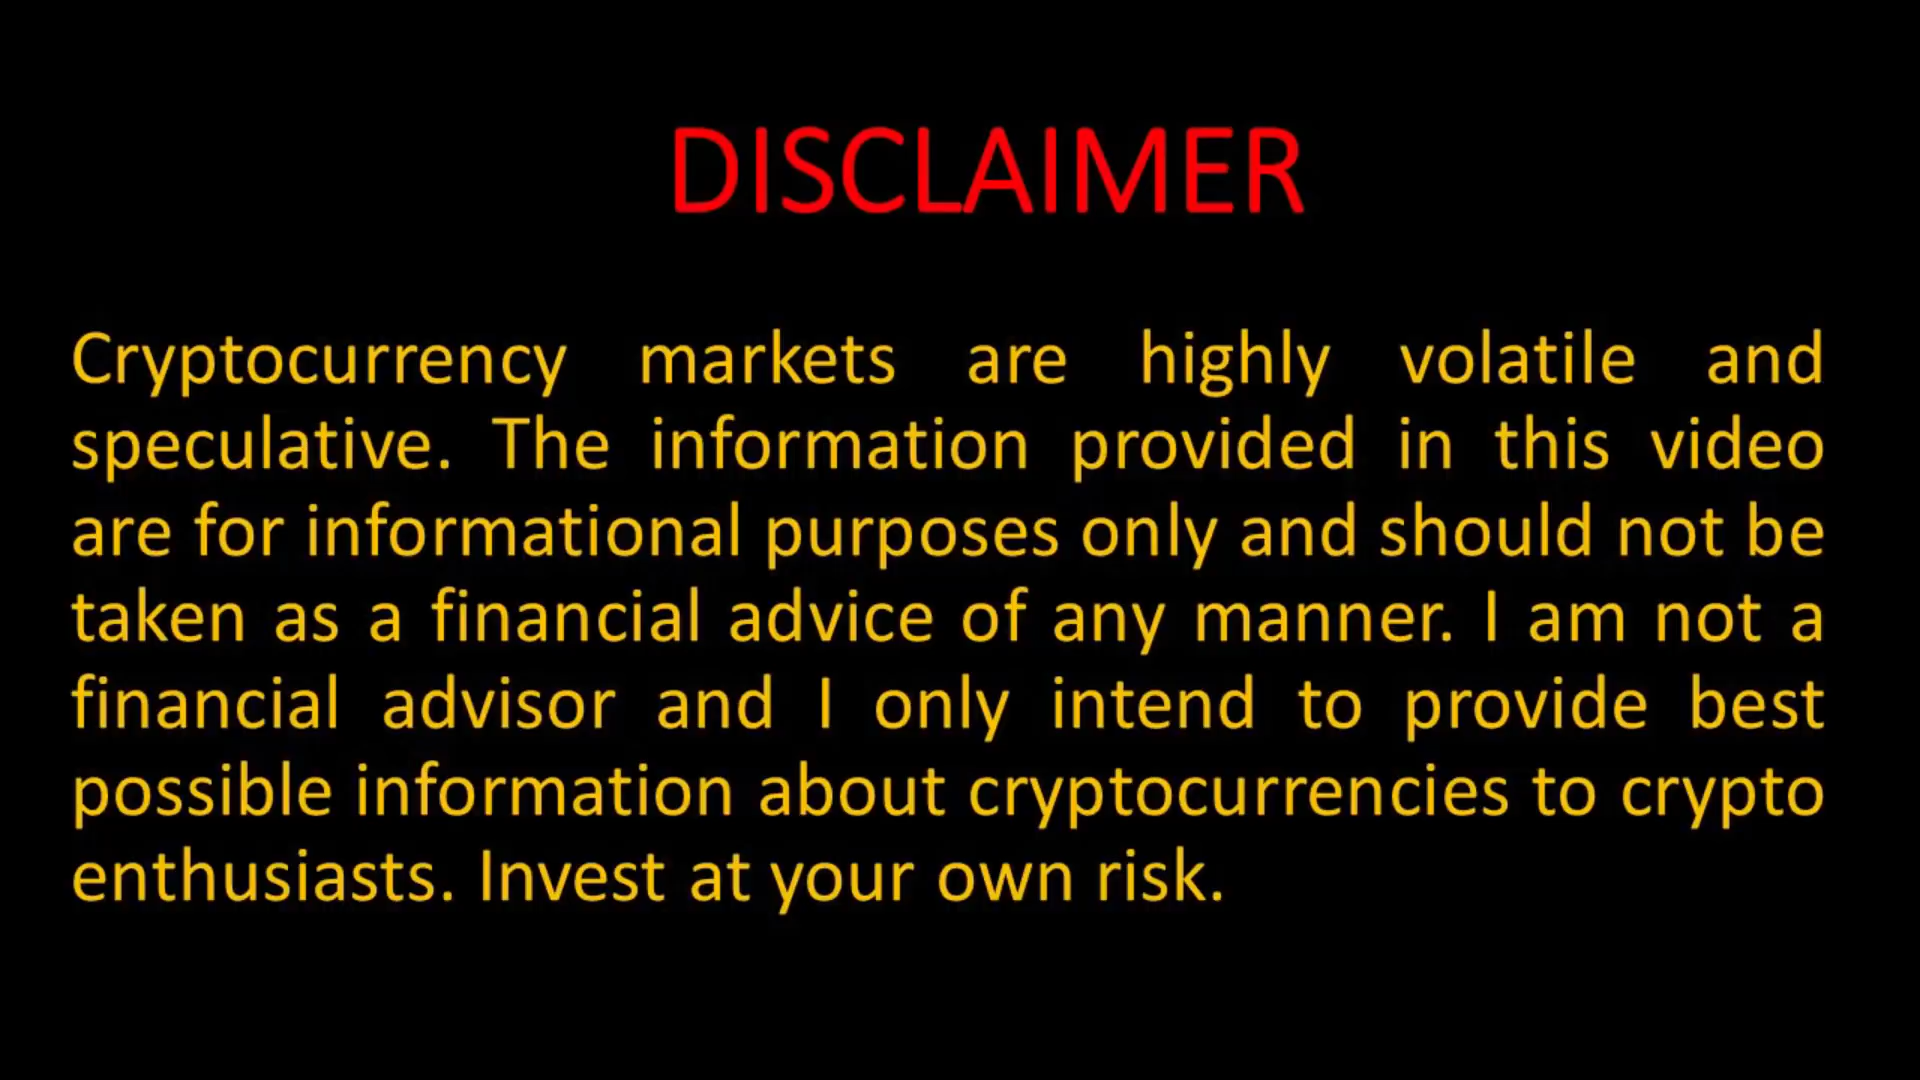 DISCLAIMER
Cryptocurrency markets are highly volatile and
speculative. The information provided in this video
are for informational purposes only and should not be
taken as a financial advice of any manner. I am not a
financial advisor and I only intend to provide best
possible information about cryptocurrencies to crypto
enthusiasts. Invest at your own risk.